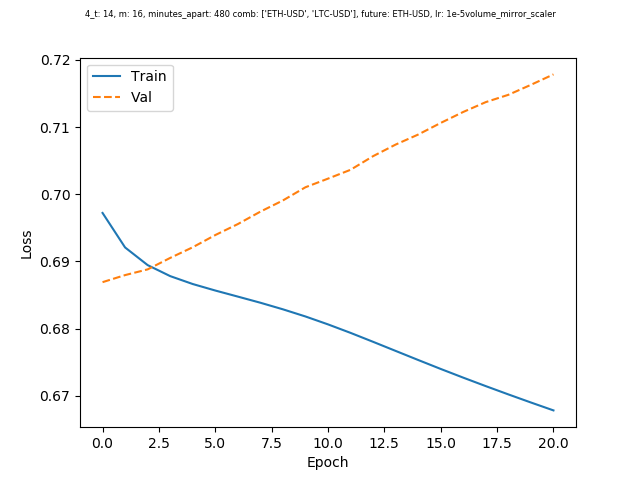 4_t: 14, m: 16, minutes_apart: 480 comb: ['ETH-USD', 'LTC-USD'], future: ETH-USD, lr: 1e-5volume_mirror_scaler
0.72
Train
Val
0.71
0.70
0.69
0.68
0.67
Loss
0.0 2.5 5.0 7.5 10.0 12.5 15.0 17.5 20.0
Epoch